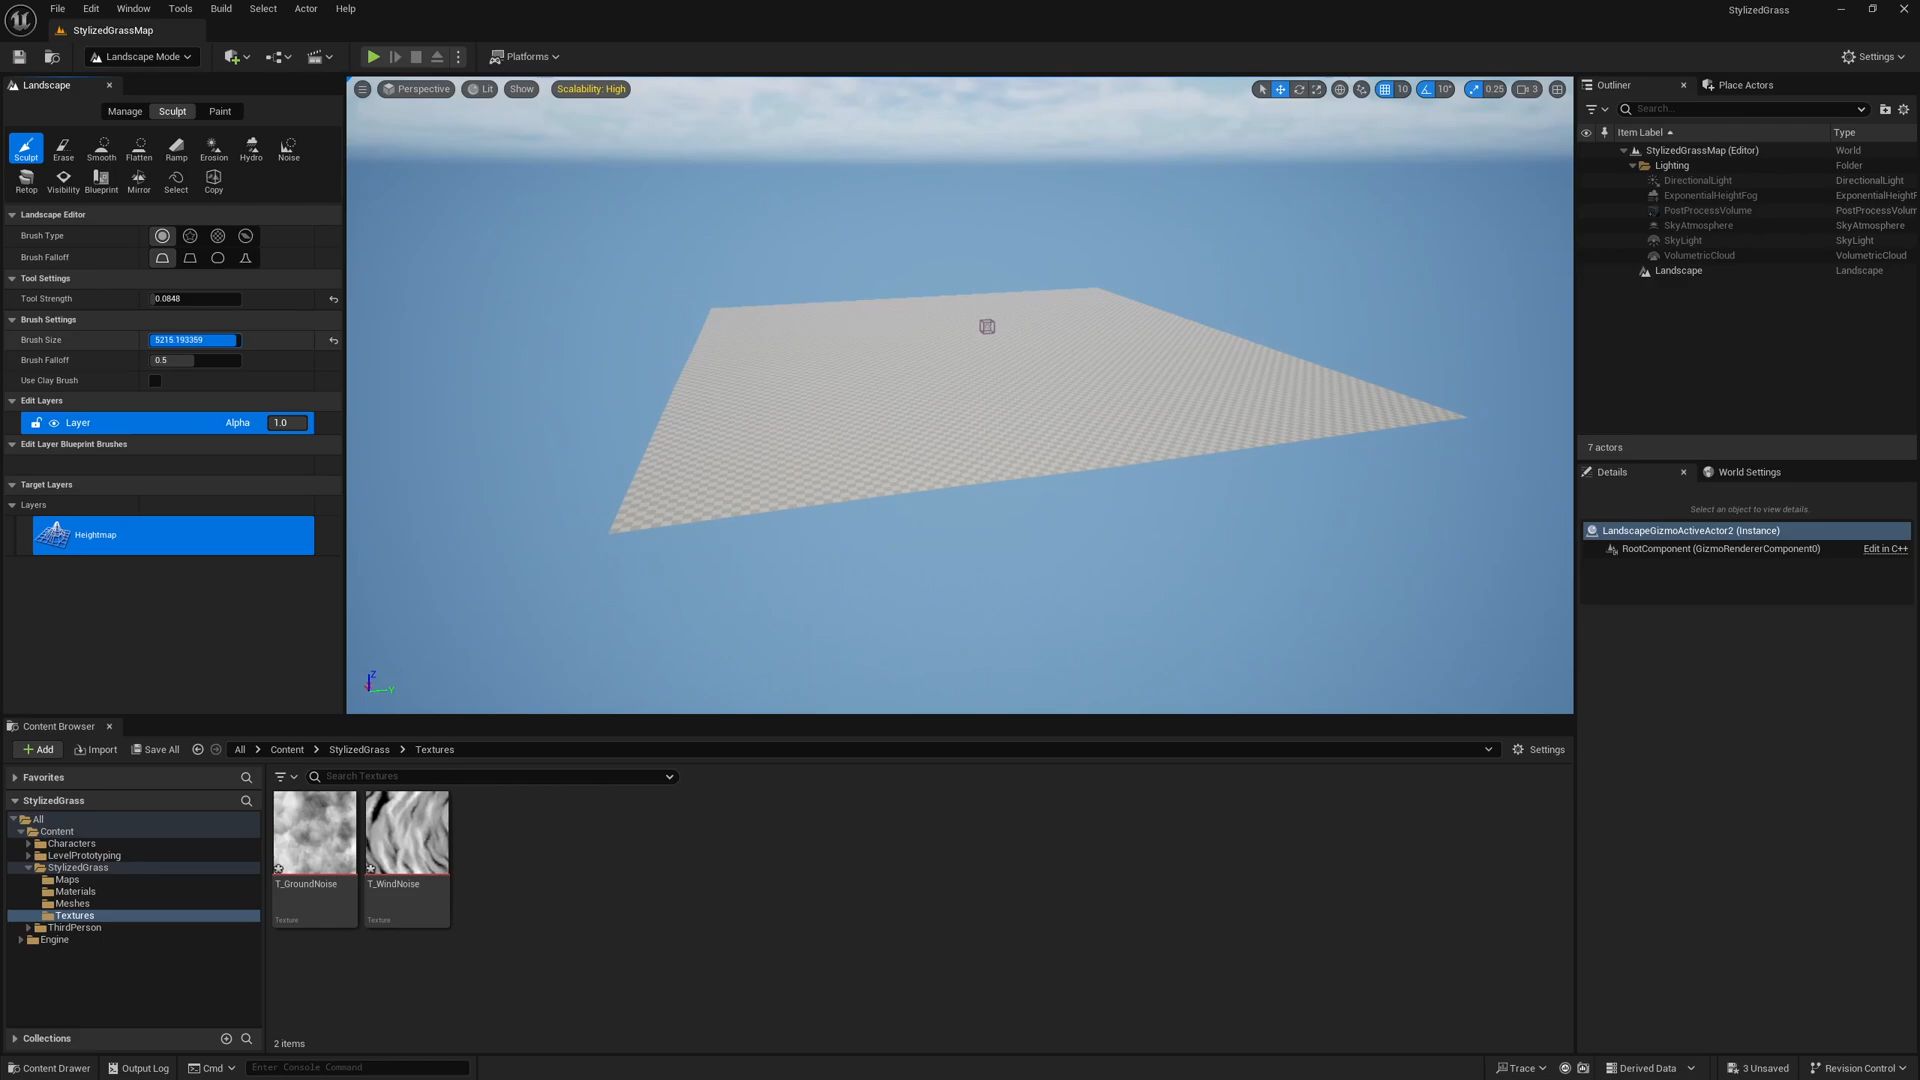 File Edit Window Tools Build Select Actor Help
StylizedGrass
StylizedGrassMap
Landscape Mode
Platforms
Settings
Landscape
Manage Sculpt Paint
Sculpt Erase Smooth Flatten Ramp Erosion Hydro Noise
Retop Visibility Blueprint Mirror Select Copy
Landscape Editor
Brush Type
Brush Falloff
Tool Settings
Tool Strength 0.0848
Brush Settings
Brush Size 5215.193359
Brush Falloff 0.5
Use Clay Brush
Edit Layers
Layer Alpha 1.0
Edit Layer Blueprint Brushes
Target Layers
Layers
Heightmap
Perspective Lit Show Scalability: High
10 10° 0.25 3
Z
Y
Outliner Place Actors
Search...
Item Label Type
StylizedGrassMap (Editor) World
Lighting Folder
DirectionalLight DirectionalLight
ExponentialHeightFog ExponentialHeightF
PostProcessVolume PostProcessVolum
SkyAtmosphere SkyAtmosphere
SkyLight SkyLight
VolumetricCloud VolumetricCloud
Landscape Landscape
7 actors
Details World Settings
Select an object to view details.
LandscapeGizmoActiveActor2 (Instance)
RootComponent (GizmoRendererComponent0) Edit in C++
Content Browser
Add Import Save All All Content StylizedGrass Textures Settings
Favorites
StylizedGrass
All
Content
Characters
LevelPrototyping
StylizedGrass
Maps
Materials
Meshes
Textures
ThirdPerson
Engine
Collections
Search Textures
T_GroundNoise
Texture
T_WindNoise
Texture
2 items
Content Drawer Output Log Cmd Enter Console Command Trace Derived Data 3 Unsaved Revision Control